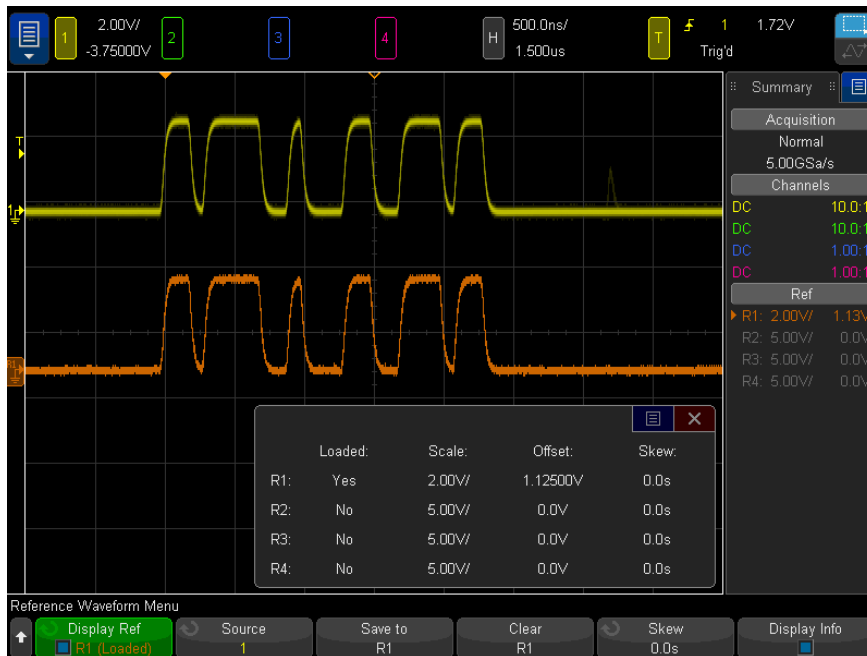 1 2.00V/ 2 3 4 H 500.0ns/ T 1 1.72V
-3.75000V 1.500us Trig'd
Summary
Acquisition
Normal
5.00GSa/s
Channels
DC 10.0:1
DC 10.0:1
DC 1.00:1
DC 1.00:1
Ref
R1: 2.00V/ 1.13V
R2: 5.00V/ 0.0V
R3: 5.00V/ 0.0V
R4: 5.00V/ 0.0V
T
1
R1
Loaded: Scale: Offset: Skew:
R1: Yes 2.00V/ 1.12500V 0.0s
R2: No 5.00V/ 0.0V 0.0s
R3: No 5.00V/ 0.0V 0.0s
R4: No 5.00V/ 0.0V 0.0s
Reference Waveform Menu
Display Ref Source Save to Clear Skew Display Info
R1 (Loaded) 1 R1 R1 0.0s